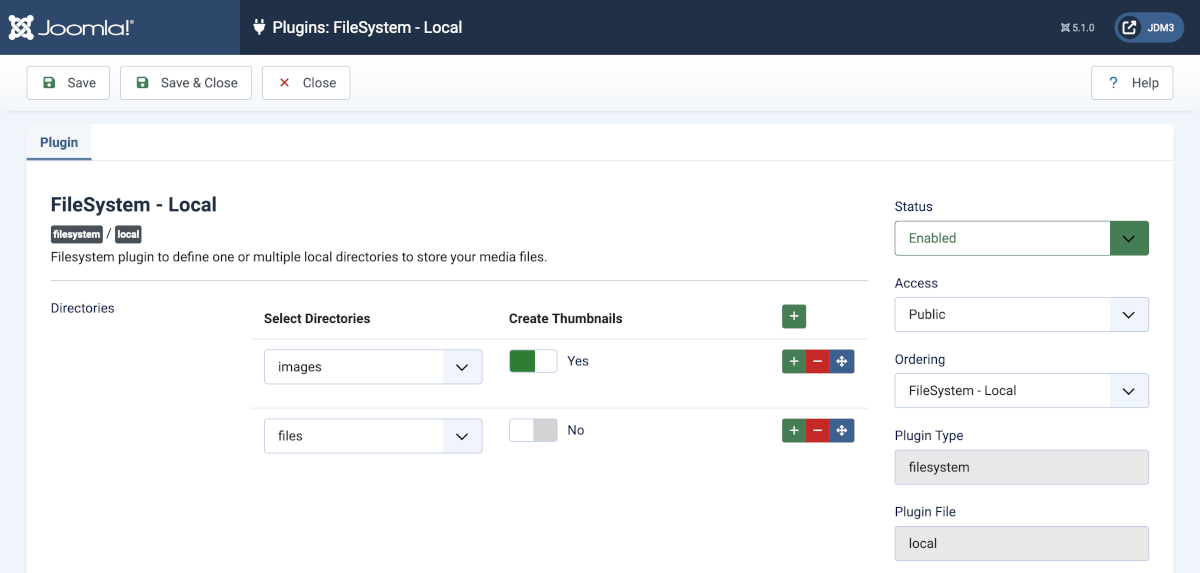 Joomla!®
Plugins: FileSystem - Local
5.1.0
JDM3
Save
Save & Close
Close
? Help
Plugin
FileSystem - Local
filesystem / local
Filesystem plugin to define one or multiple local directories to store your media files.
Directories
Select Directories
Create Thumbnails
images
Yes
files
No
Status
Enabled
Access
Public
Ordering
FileSystem - Local
Plugin Type
filesystem
Plugin File
local